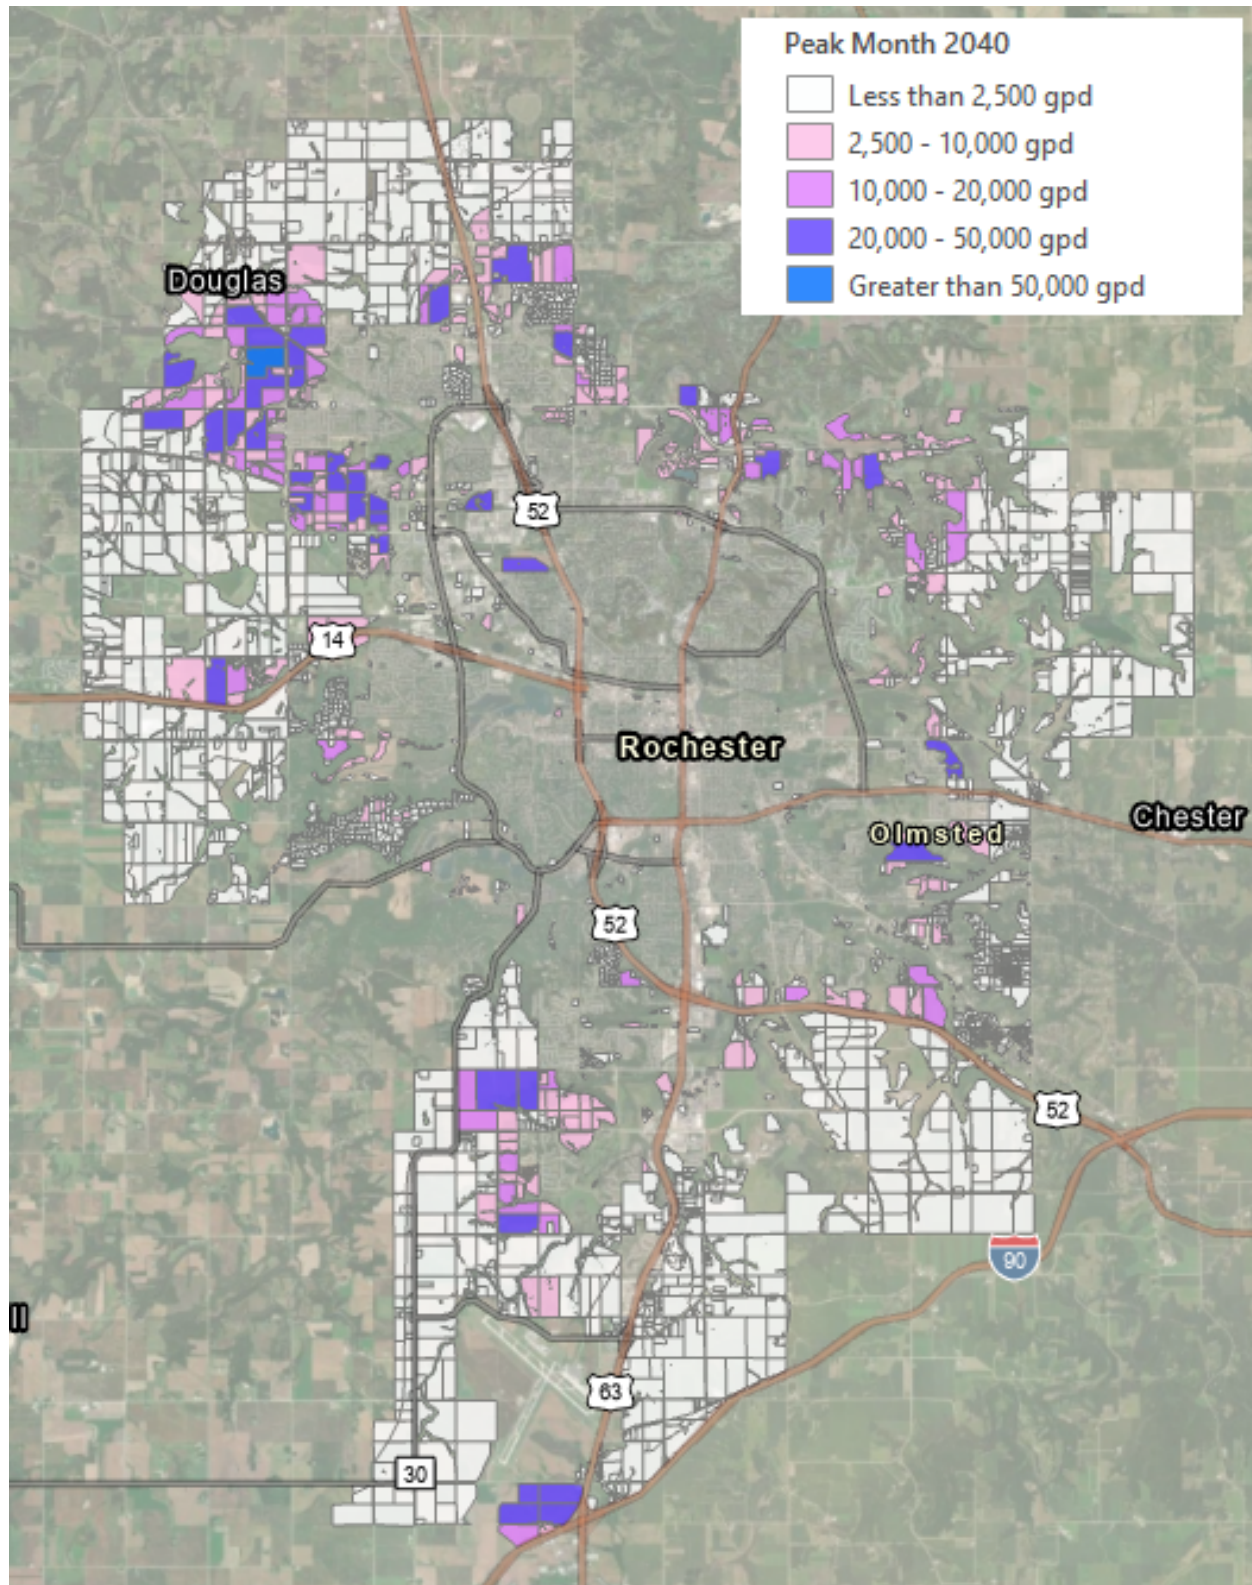 Peak Month 2040
Less than 2,500 gpd
2,500 - 10,000 gpd
10,000 - 20,000 gpd
20,000 - 50,000 gpd
Greater than 50,000 gpd
Douglas
52
14
Rochester
Chester
Olmsted
52
52
90
ll
63
30